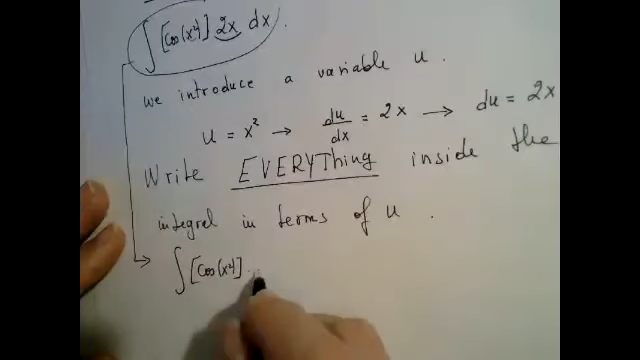 ∫ [cos(x⁴)] 2x dx .
we introduce a variable u .
u = x² → du/dx = 2x → du = 2x
Write EVERYThing inside the
integral in terms of u .
∫ [cos(x⁴)] ·